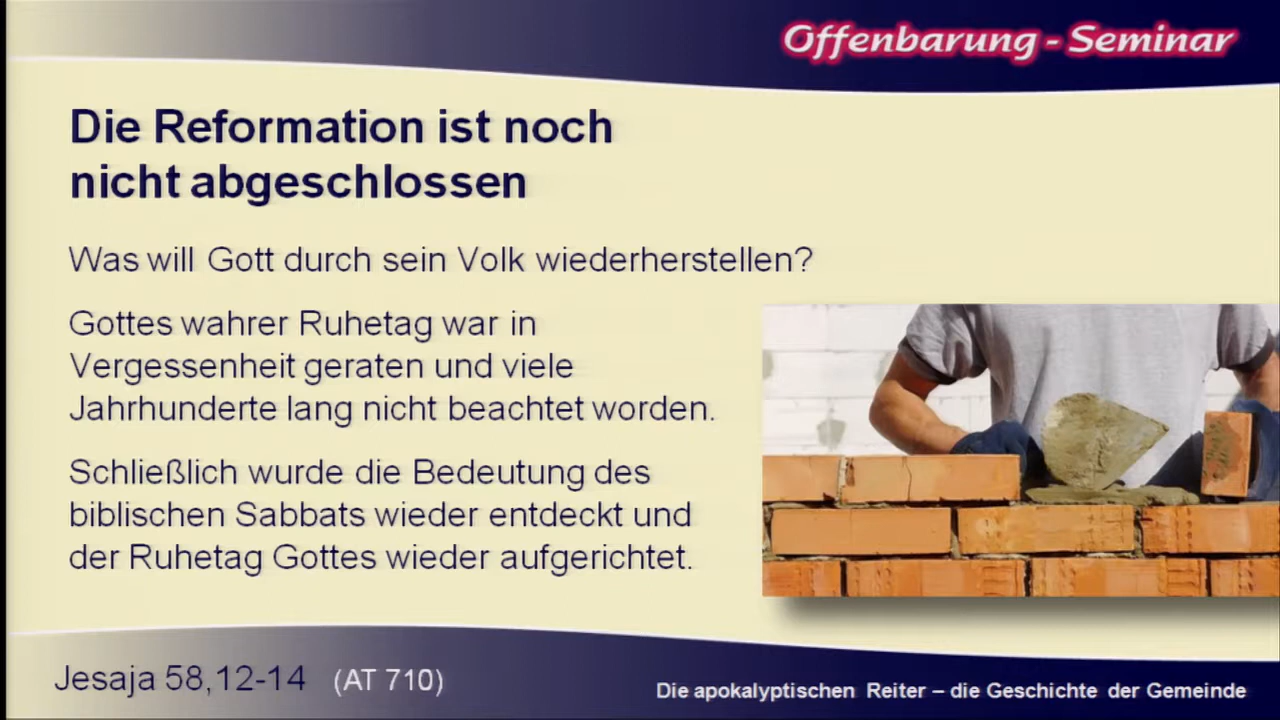 Offenbarung - Seminar
Die Reformation ist noch
nicht abgeschlossen
Was will Gott durch sein Volk wiederherstellen?
Gottes wahrer Ruhetag war in
Vergessenheit geraten und viele
Jahrhunderte lang nicht beachtet worden.
Schließlich wurde die Bedeutung des
biblischen Sabbats wieder entdeckt und
der Ruhetag Gottes wieder aufgerichtet.
Jesaja 58,12-14 (AT 710)
Die apokalyptischen Reiter – die Geschichte der Gemeinde